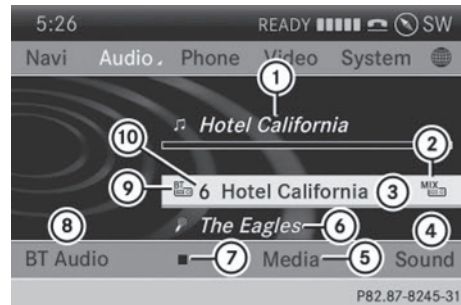 5:26 READY SW
Navi Audio Phone Video System
1
Hotel California
10 2
9 BT 6 Hotel California 3 MIX
The Eagles 6
8 7 5 4
BT Audio Media Sound
P82.87-8245-31